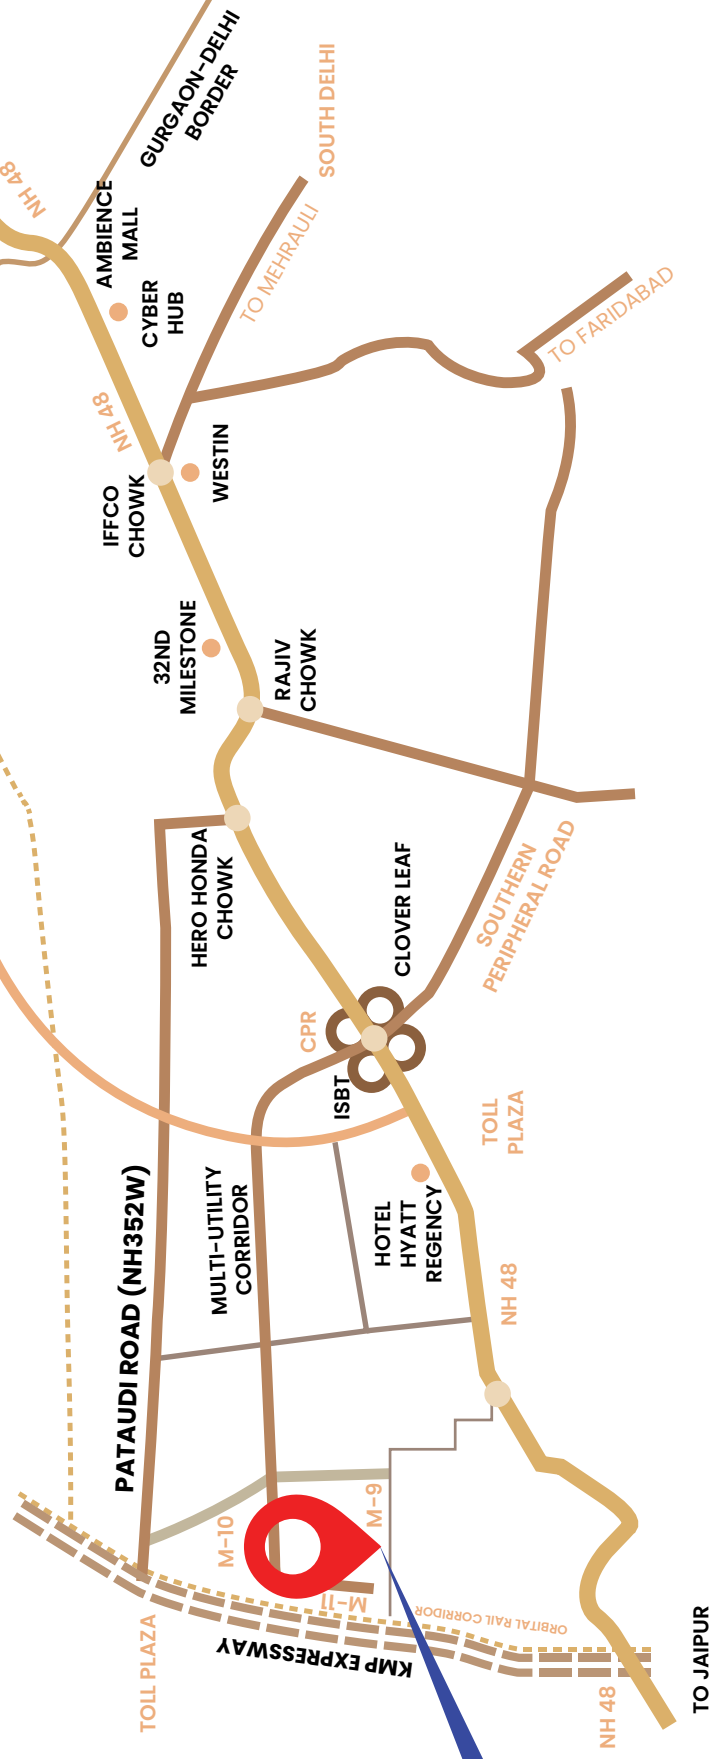 NH 48
GURGAON-DELHI
BORDER
SOUTH DELHI
AMBIENCE
MALL
TO MEHRAULI
CYBER
HUB
TO FARIDABAD
NH 48
WESTIN
IFFCO
CHOWK
32ND
MILESTONE
RAJIV
CHOWK
HERO HONDA
CHOWK
CLOVER LEAF
SOUTHERN
PERIPHERAL ROAD
CPR
ISBT
TOLL
PLAZA
PATAUDI ROAD (NH352W)
MULTI-UTILITY
CORRIDOR
HOTEL
HYATT
REGENCY
NH 48
M-9
M-10
M-11
ORBITAL RAIL CORRIDOR
KMP EXPRESSWAY
TOLL PLAZA
NH 48
TO JAIPUR